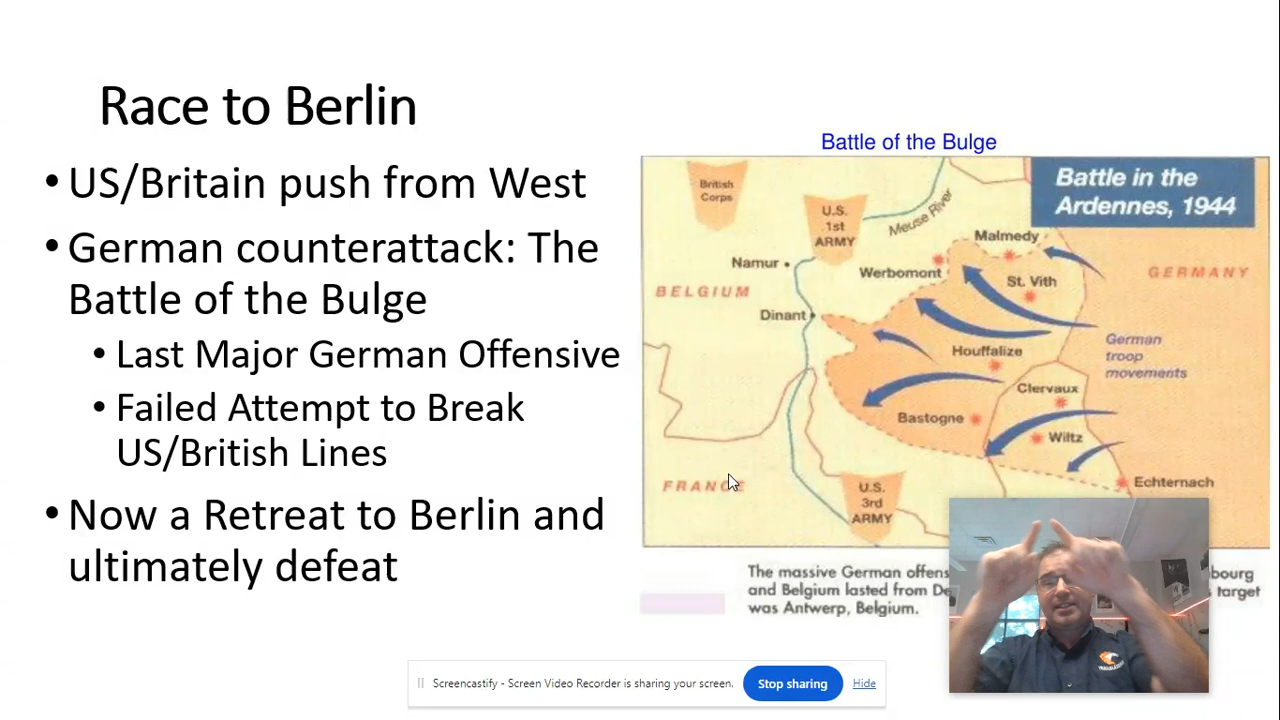 Race to Berlin
• US/Britain push from West
• German counterattack: The
Battle of the Bulge
• Last Major German Offensive
• Failed Attempt to Break
US/British Lines
• Now a Retreat to Berlin and
ultimately defeat
Battle of the Bulge
Battle in the
Ardennes, 1944
British
Corps
U.S.
1st
ARMY
Meuse River
Malmedy
Namur
Werbomont
GERMANY
St. Vith
BELGIUM
Dinant
German
troop
movements
Houffalize
Clervaux
Bastogne
Wiltz
FRANCE
Echternach
U.S.
3rd
ARMY
The massive German bourg
and Belgium lasted from target
was Antwerp, Belgium.
Screencastify - Screen Video Recorder is sharing your screen.
Stop sharing
Hide